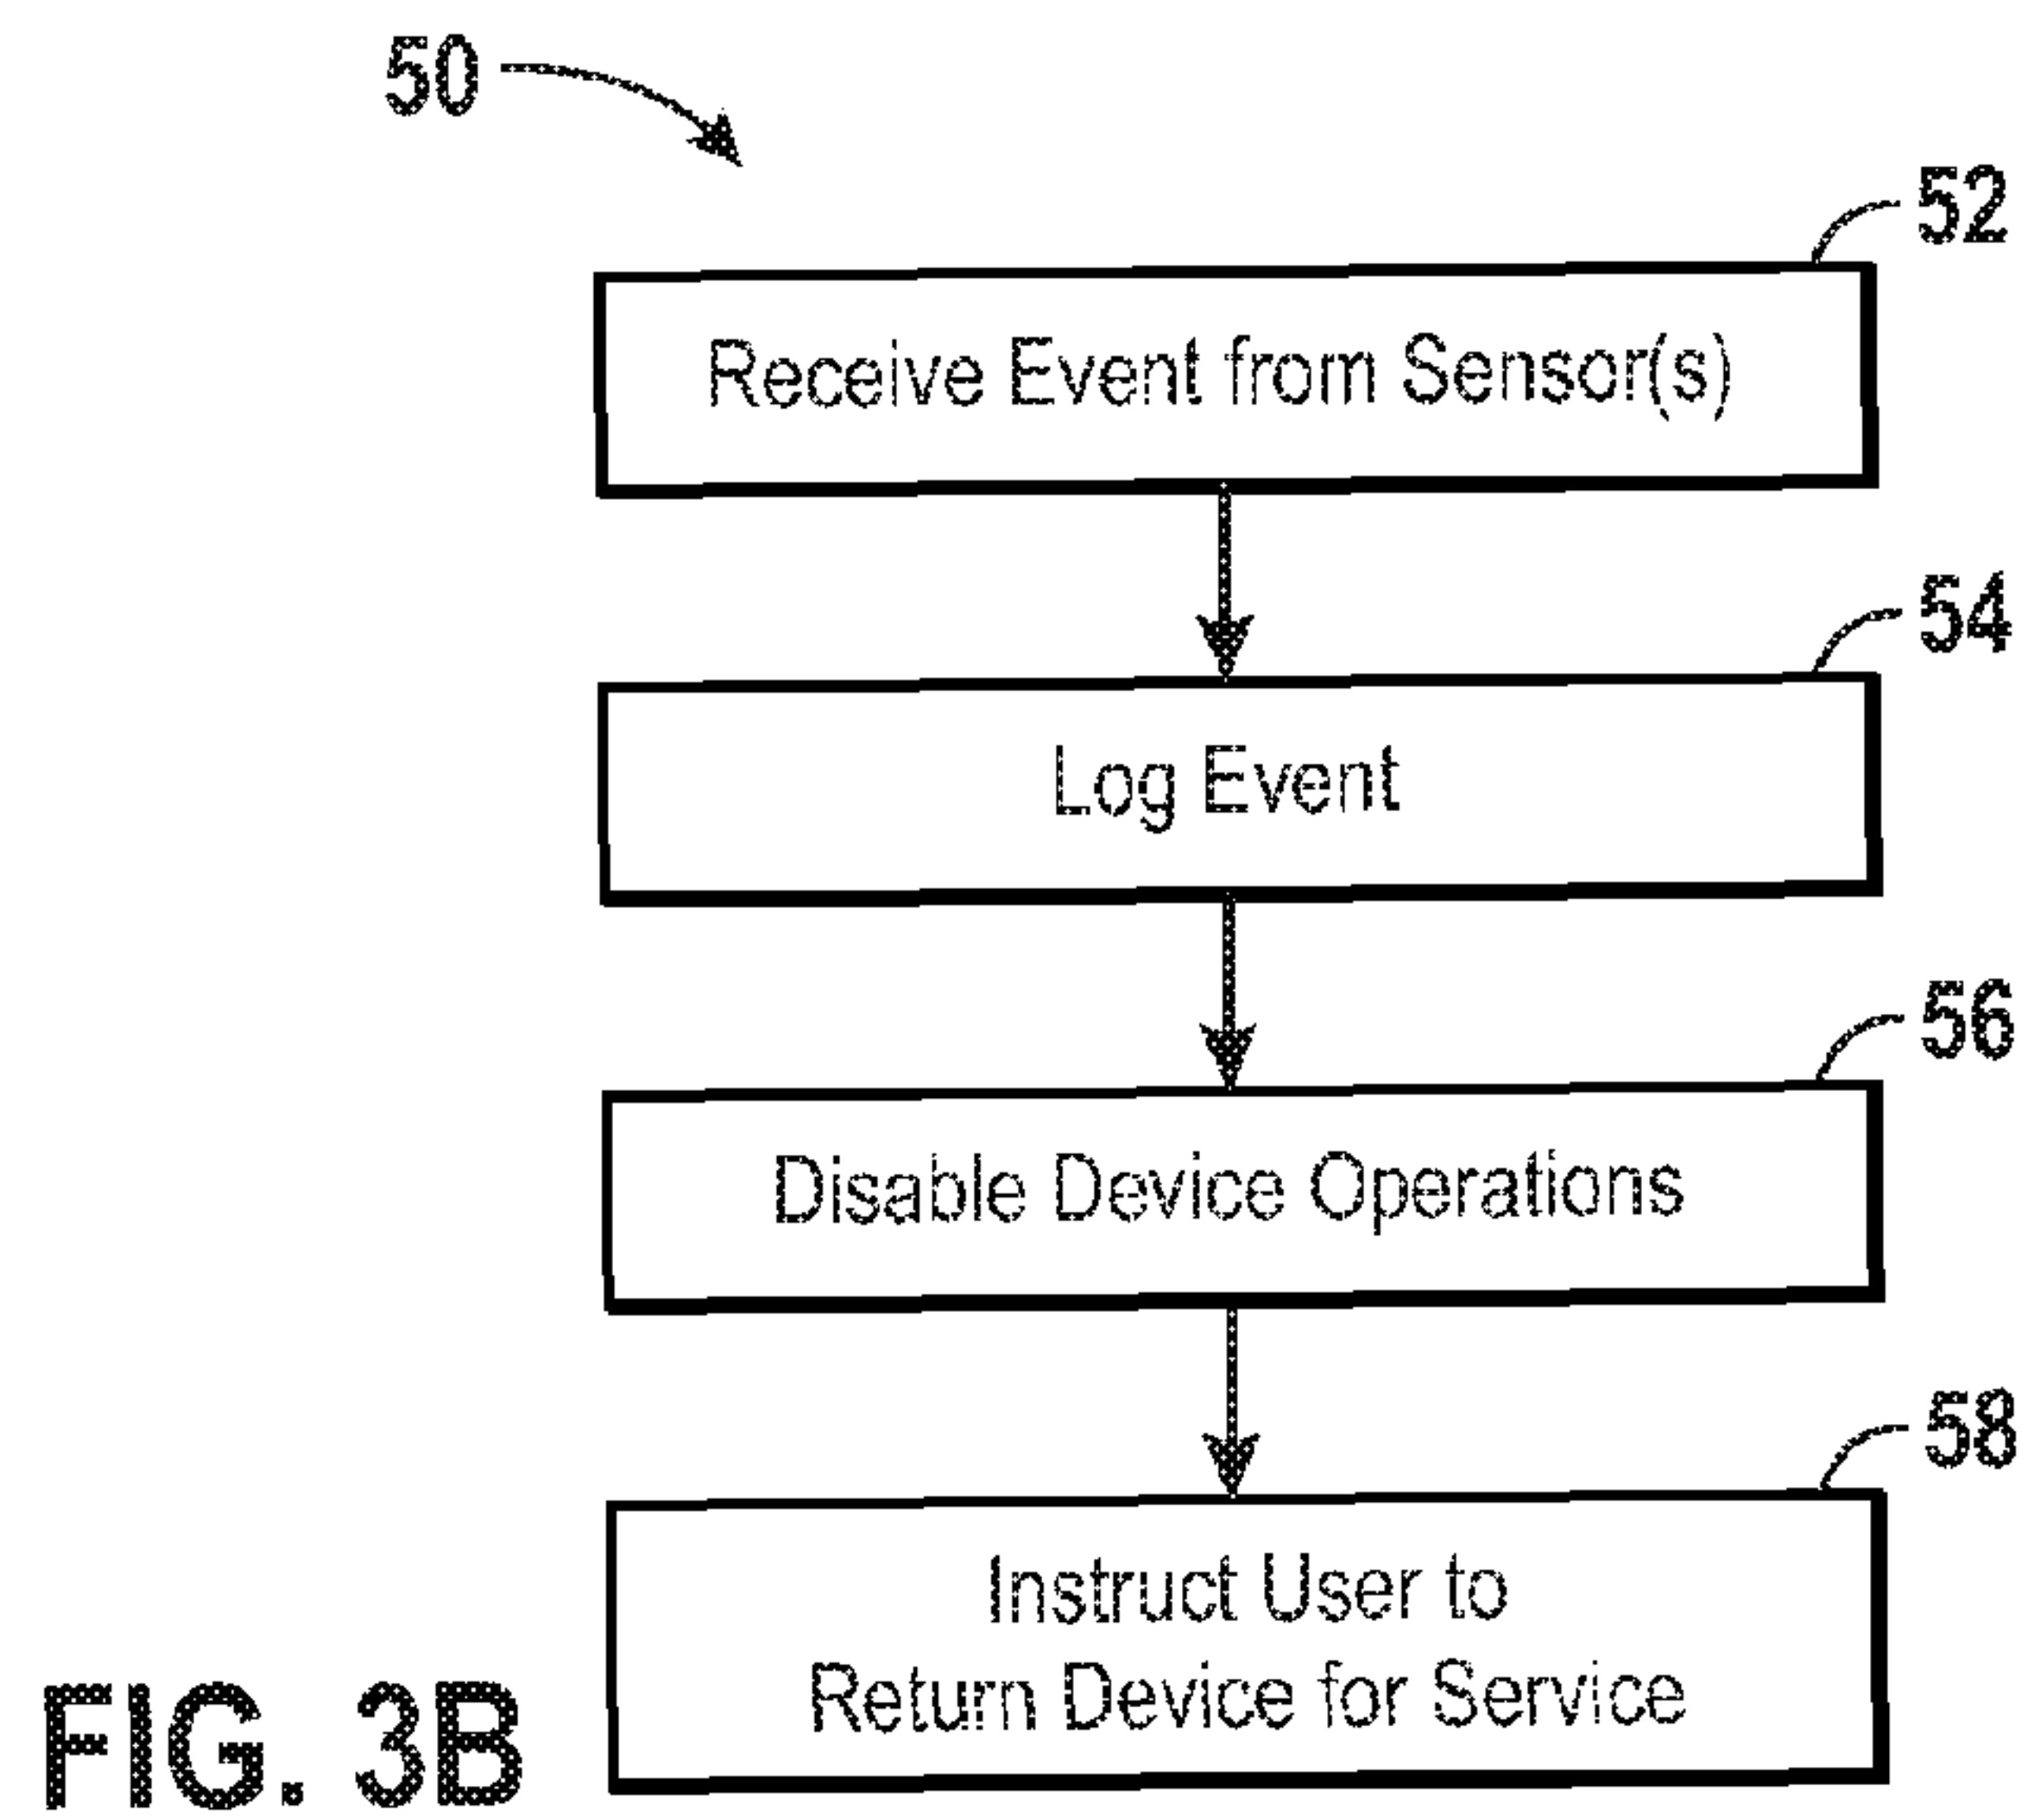 50
52
Receive Event from Sensor(s)
54
Log Event
56
Disable Device Operations
58
Instruct User to
Return Device for Service
FIG. 3B